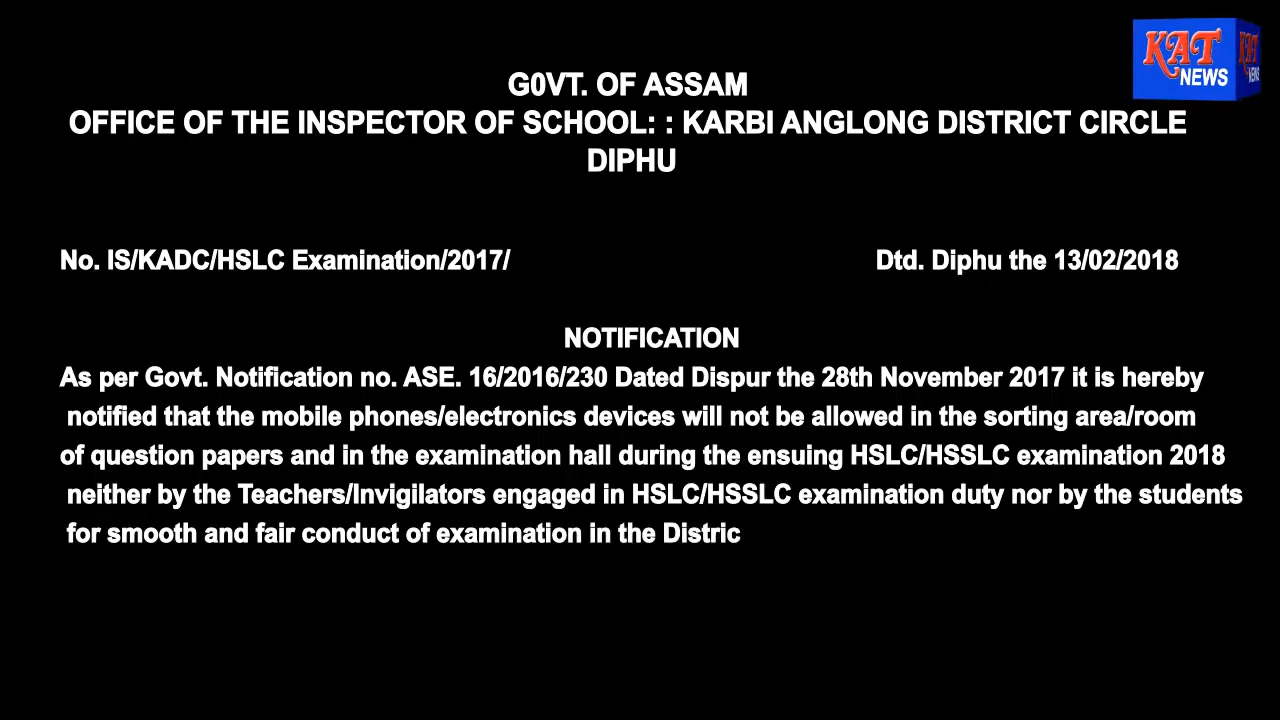 KAT
NEWS
KAT
NEWS
G0VT. OF ASSAM
OFFICE OF THE INSPECTOR OF SCHOOL: : KARBI ANGLONG DISTRICT CIRCLE
DIPHU
No. IS/KADC/HSLC Examination/2017/ Dtd. Diphu the 13/02/2018
NOTIFICATION
As per Govt. Notification no. ASE. 16/2016/230 Dated Dispur the 28th November 2017 it is hereby
notified that the mobile phones/electronics devices will not be allowed in the sorting area/room
of question papers and in the examination hall during the ensuing HSLC/HSSLC examination 2018
neither by the Teachers/Invigilators engaged in HSLC/HSSLC examination duty nor by the students
for smooth and fair conduct of examination in the Distric